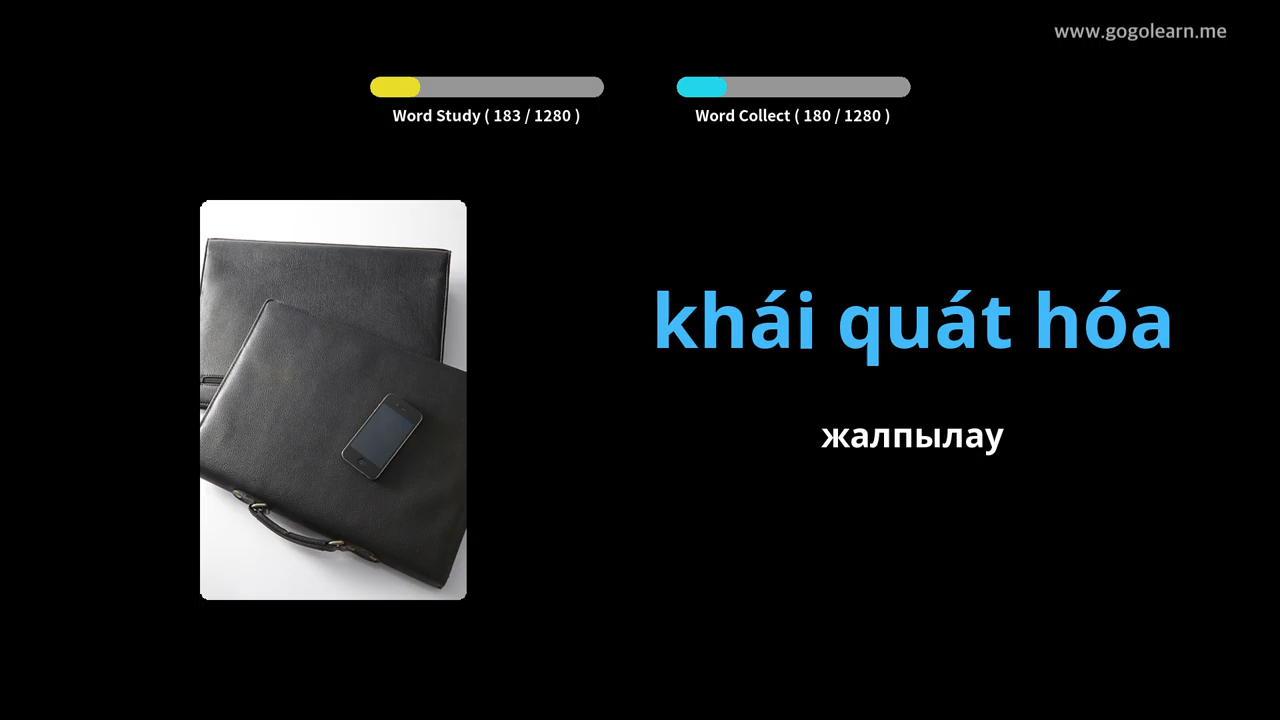 www.gogolearn.me
Word Study ( 183 / 1280 )
Word Collect ( 180 / 1280 )
khái quát hóa
жалпылау